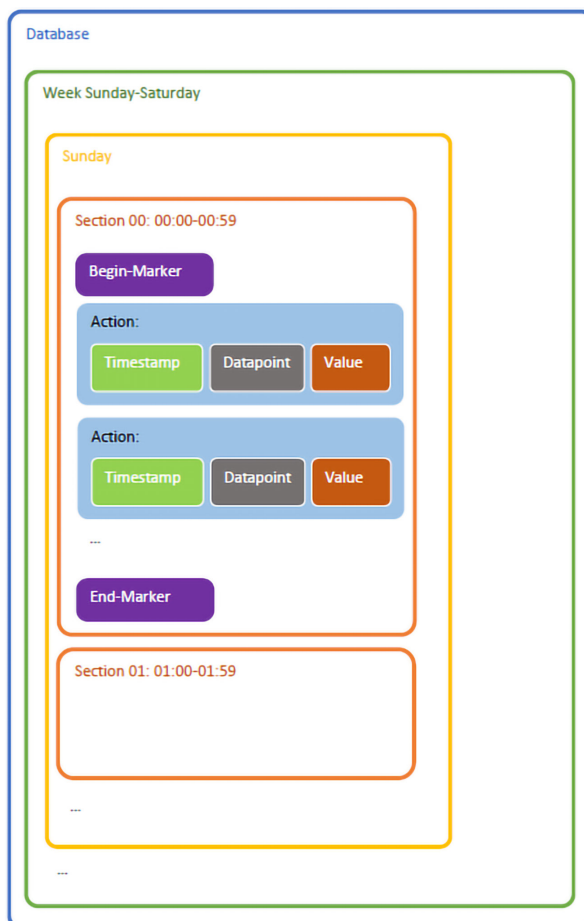 Database
Week Sunday-Saturday
Sunday
Section 00: 00:00-00:59
Begin-Marker
Action:
Timestamp Datapoint Value
Action:
Timestamp Datapoint Value
...
End-Marker
Section 01: 01:00-01:59
...
...